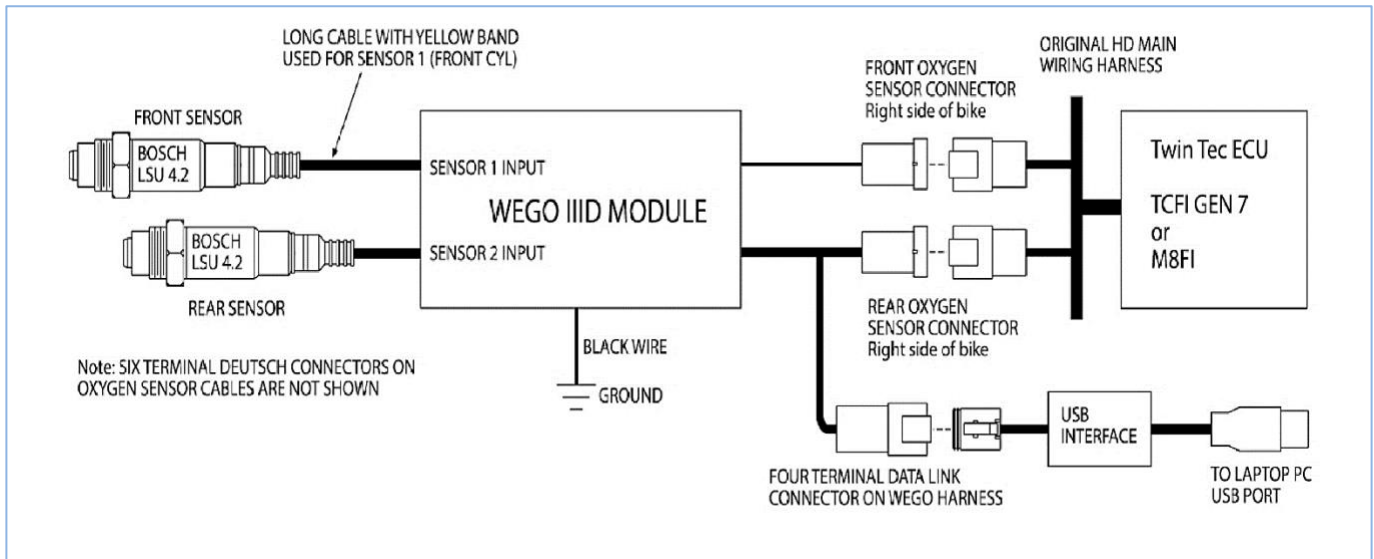 LONG CABLE WITH YELLOW BAND
USED FOR SENSOR 1 (FRONT CYL)
FRONT SENSOR
BOSCH
LSU 4.2
BOSCH
LSU 4.2
REAR SENSOR
Note: SIX TERMINAL DEUTSCH CONNECTORS ON
OXYGEN SENSOR CABLES ARE NOT SHOWN
SENSOR 1 INPUT
WEGO IIID MODULE
SENSOR 2 INPUT
BLACK WIRE
GROUND
FRONT OXYGEN
SENSOR CONNECTOR
Right side of bike
ORIGINAL HD MAIN
WIRING HARNESS
Twin Tec ECU
TCFI GEN 7
or
M8FI
REAR OXYGEN
SENSOR CONNECTOR
Right side of bike
FOUR TERMINAL DATA LINK
CONNECTOR ON WEGO HARNESS
USB
INTERFACE
TO LAPTOP PC
USB PORT